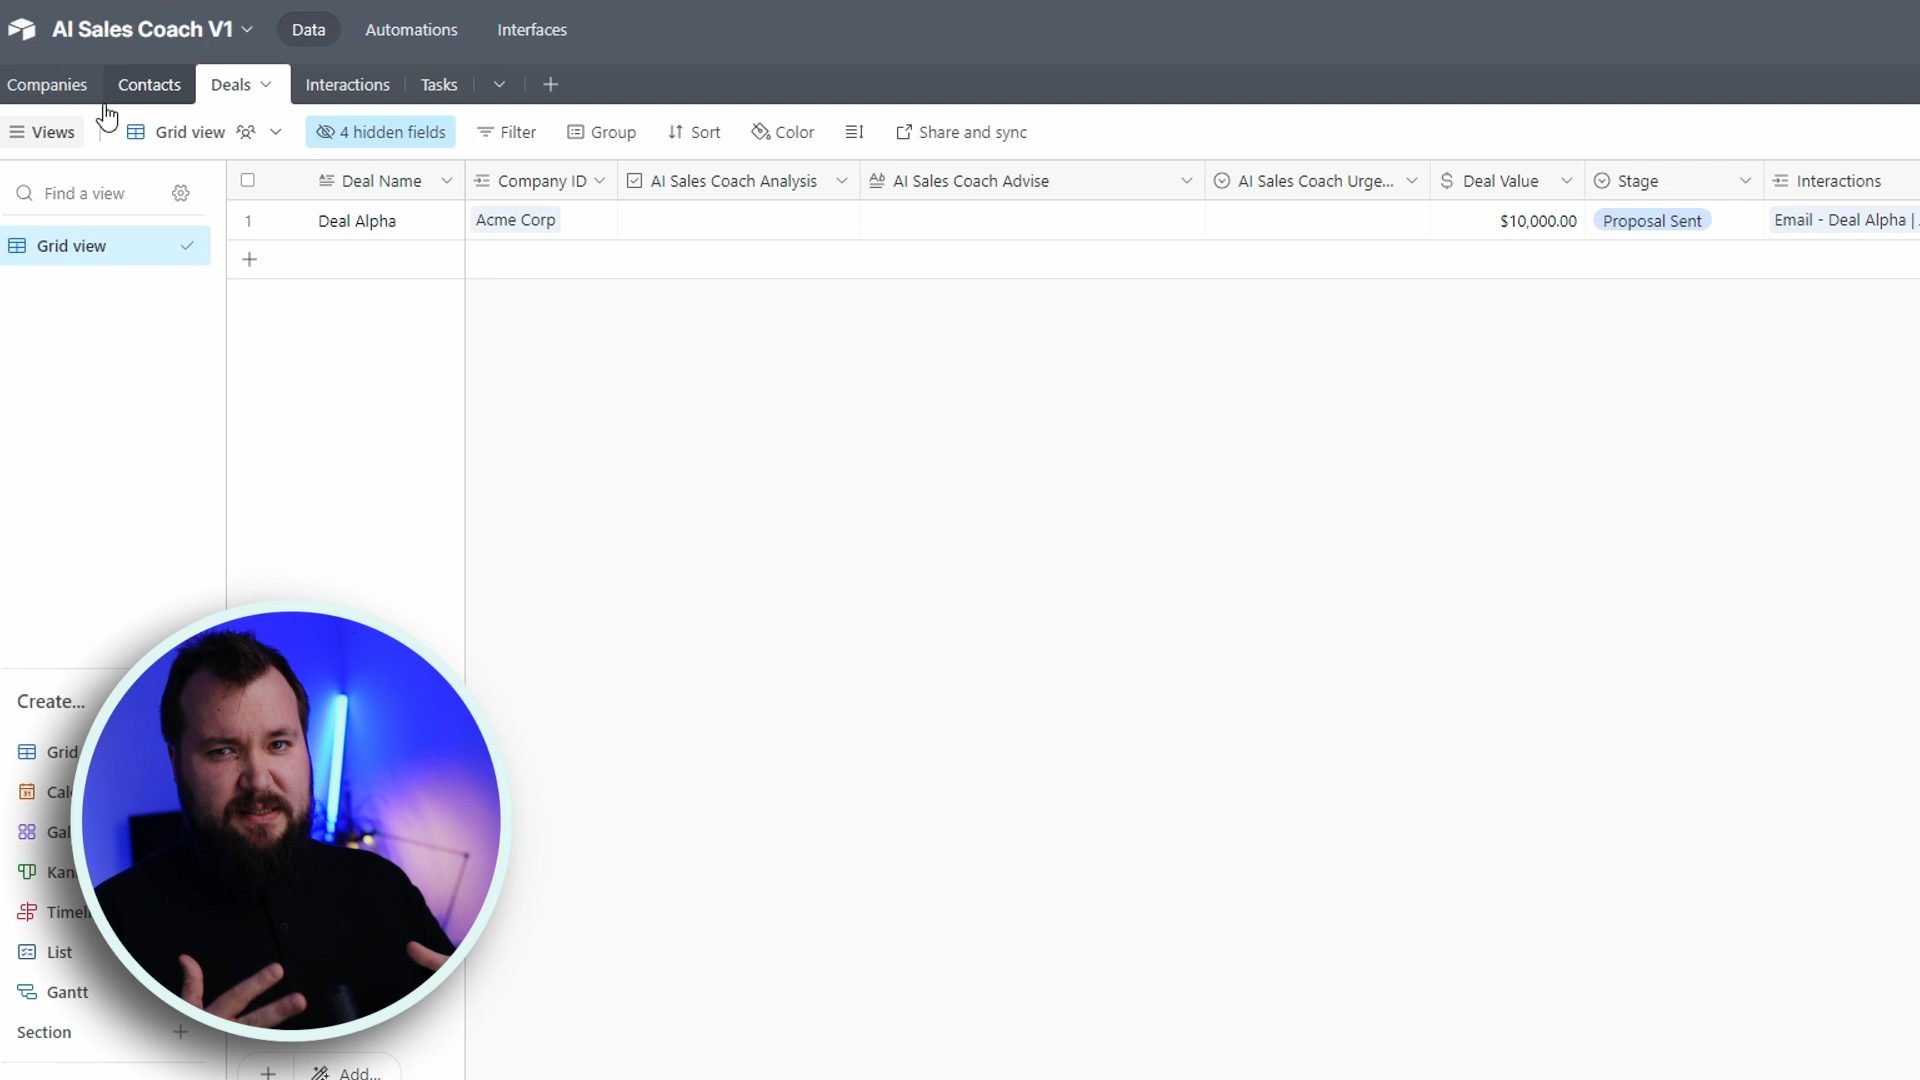 AI Sales Coach V1 Data Automations Interfaces
Companies Contacts Deals Interactions Tasks
Views Grid view 4 hidden fields Filter Group Sort Color Share and sync
Find a view
Deal Name Company ID AI Sales Coach Analysis AI Sales Coach Advise AI Sales Coach Urge... Deal Value Stage Interactions
1 Deal Alpha Acme Corp $10,000.00 Proposal Sent Email - Deal Alpha |
Grid view
Create...
Grid
Cal
Gal
Kan
Timel
List
Gantt
Section
Add...